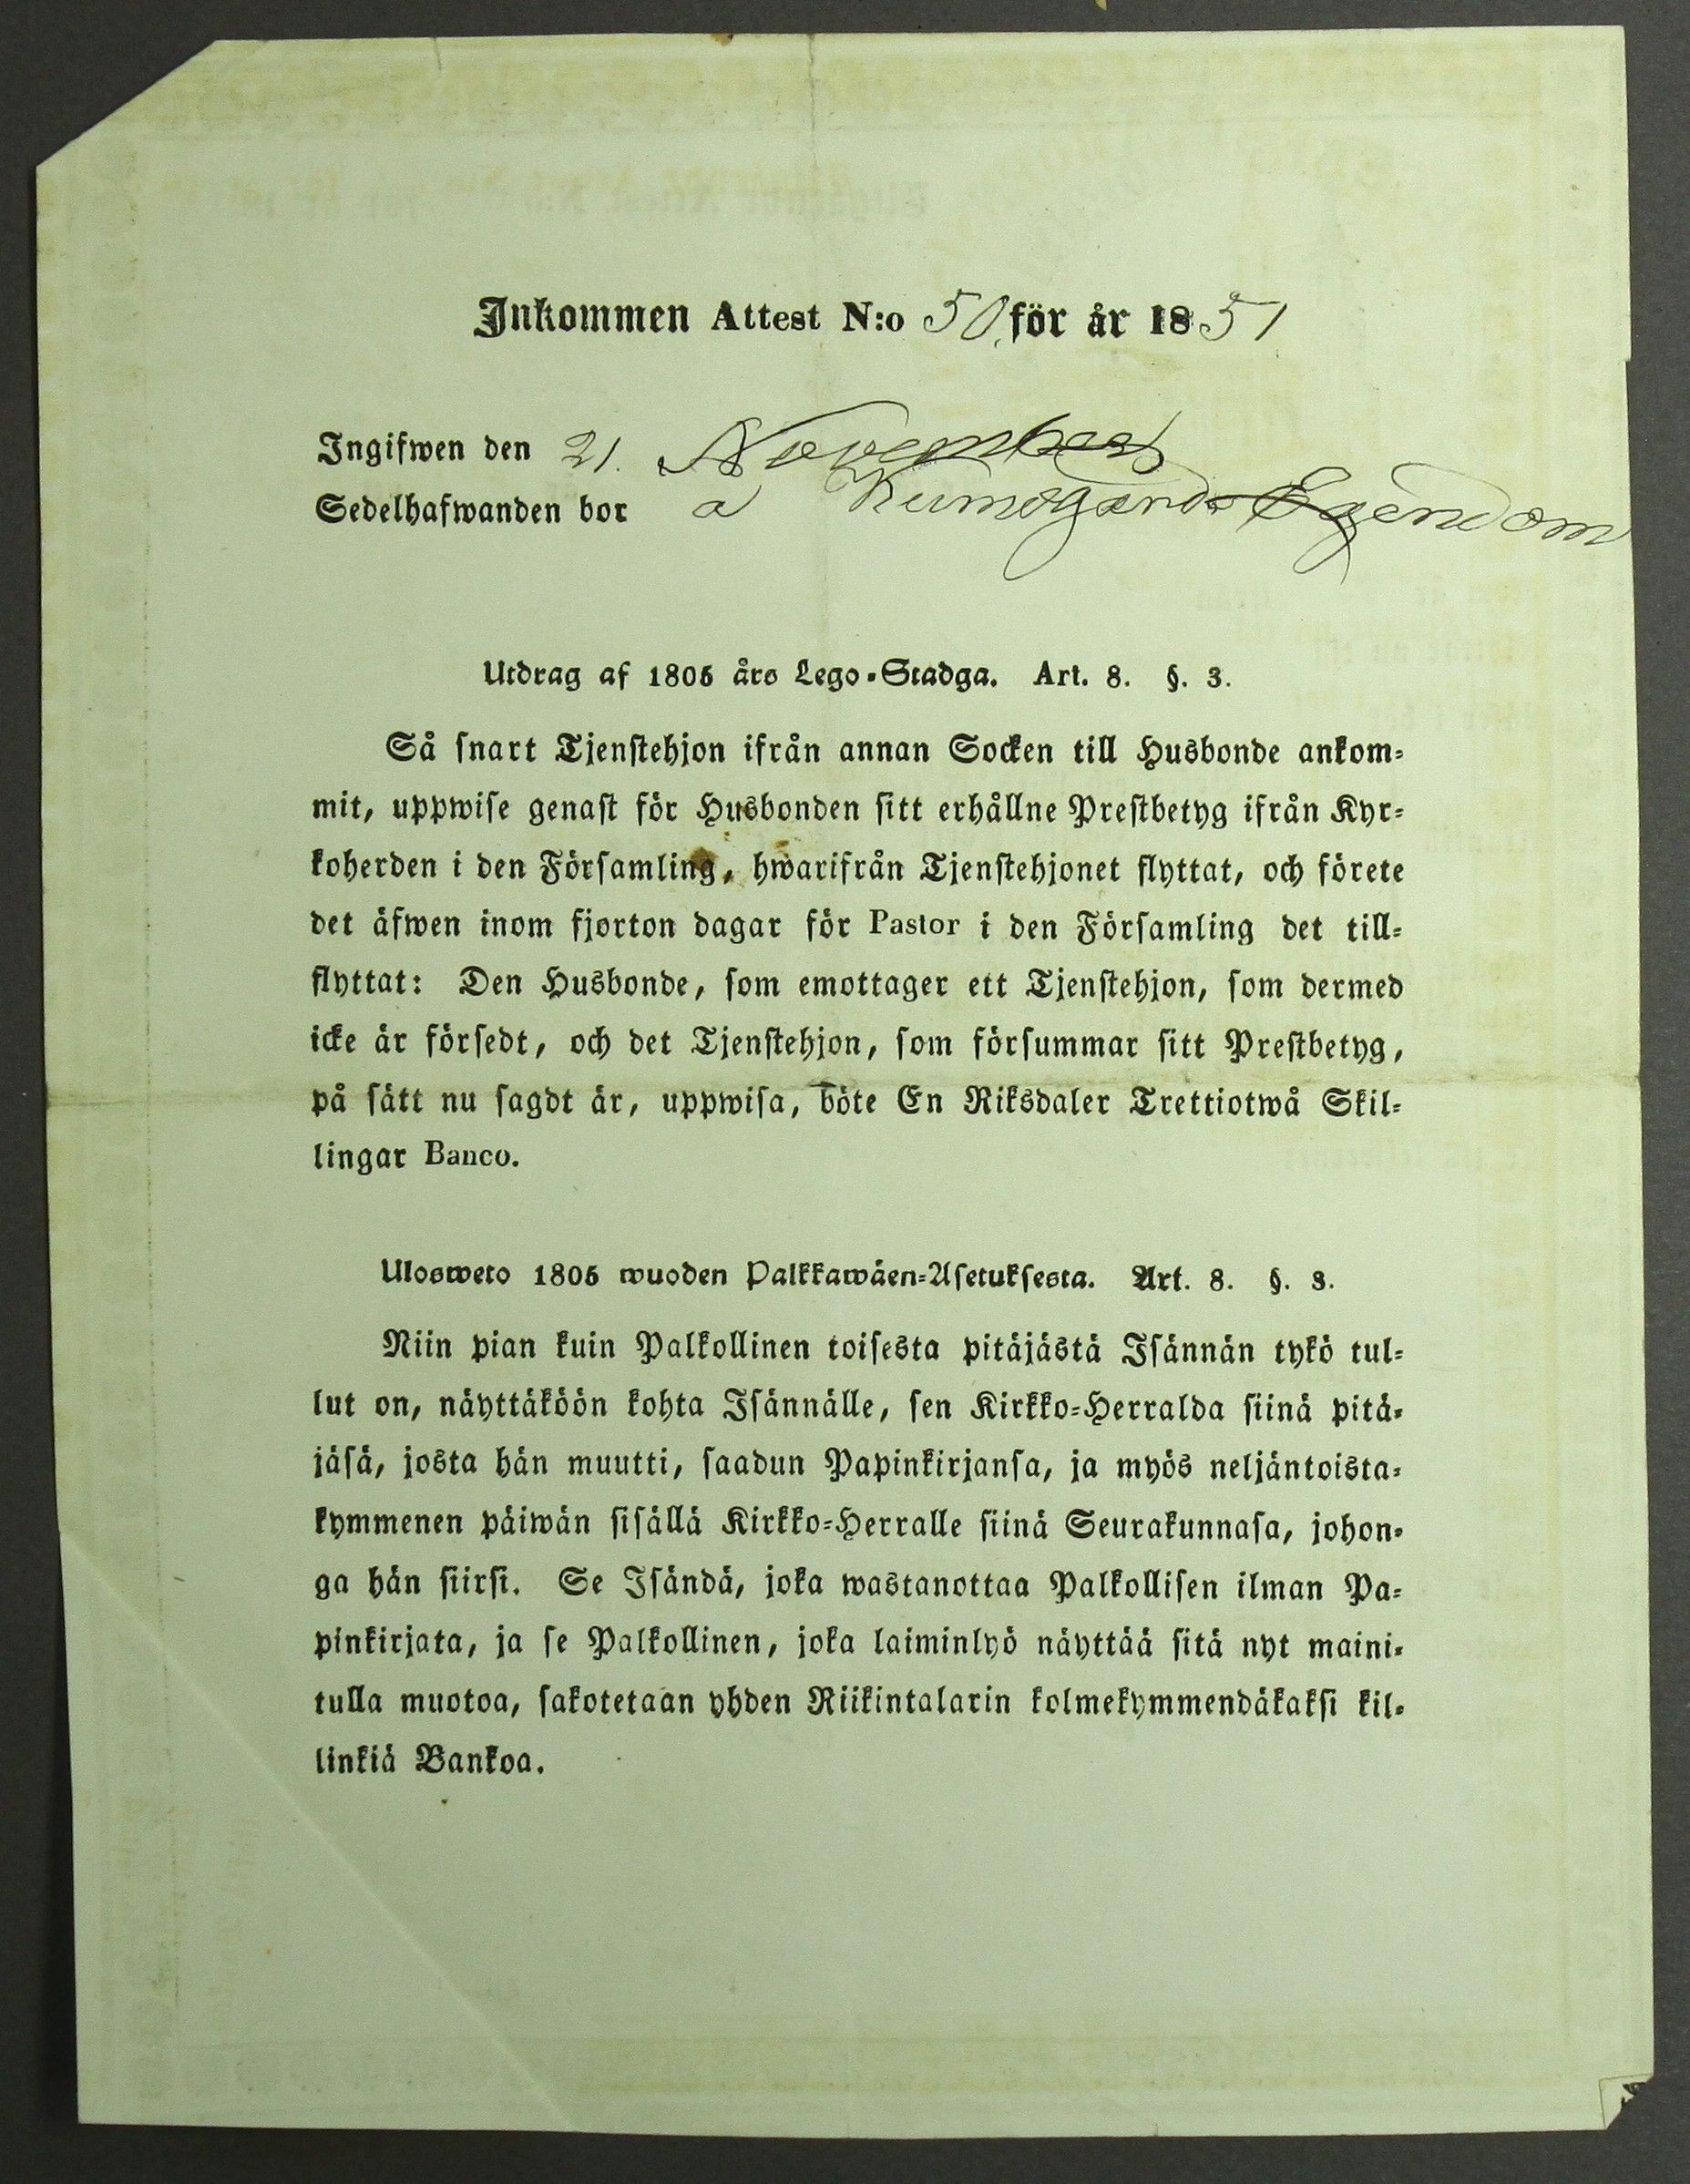 Inkommen Attest N:o 50 för år 1851
Ingifwen den 21. November
Sedelhafwanden bor å Kumogårds Egendom
Utdrag af 1805 års Lego-Stadga. Art. 8. §. 3.
Så snart Tjenstehjon ifrån annan Socken till Husbonde ankom-
mit, uppwise genast för Husbonden sitt erhållne Prestbetyg ifrån Kyr-
koherden i den Församling, hwarifrån Tjenstehjonet flyttat, och förete
det äfwen inom fjorton dagar för Pastor i den Församling det till-
flyttat: Den Husbonde, som emottager ett Tjenstehjon, som dermed
icke är försedt, och det Tjenstehjon, som försummar sitt Prestbetyg,
på sätt nu sagdt är, uppwisa, böte En Riksdaler Trettiotwå Skil-
lingar Banco.
Ulosweto 1805 wuoden Palkkawäen-Asetuksesta. Art. 8. §. 3.
Niin pian kuin Palkollinen toisesta pitäjästä Isännän tykö tul-
lut on, näyttäköön kohta Isännälle, sen Kirkko-Herralda siinä pitä-
jäsä, josta hän muutti, saadun Papinkirjansa, ja myös neljäntoista-
kymmenen päiwän sisällä Kirkko-Herralle siinä Seurakunnasa, johon-
ga hän siirsi. Se Isändä, joka wastanottaa Palkollisen ilman Pa-
pinkirjata, ja se Palkollinen, joka laiminlyö näyttää sitä nyt maini-
tulla muotoa, sakotetaan yhden Riikintalarin kolmekymmendäkaksi kil-
linkiä Bankoa.